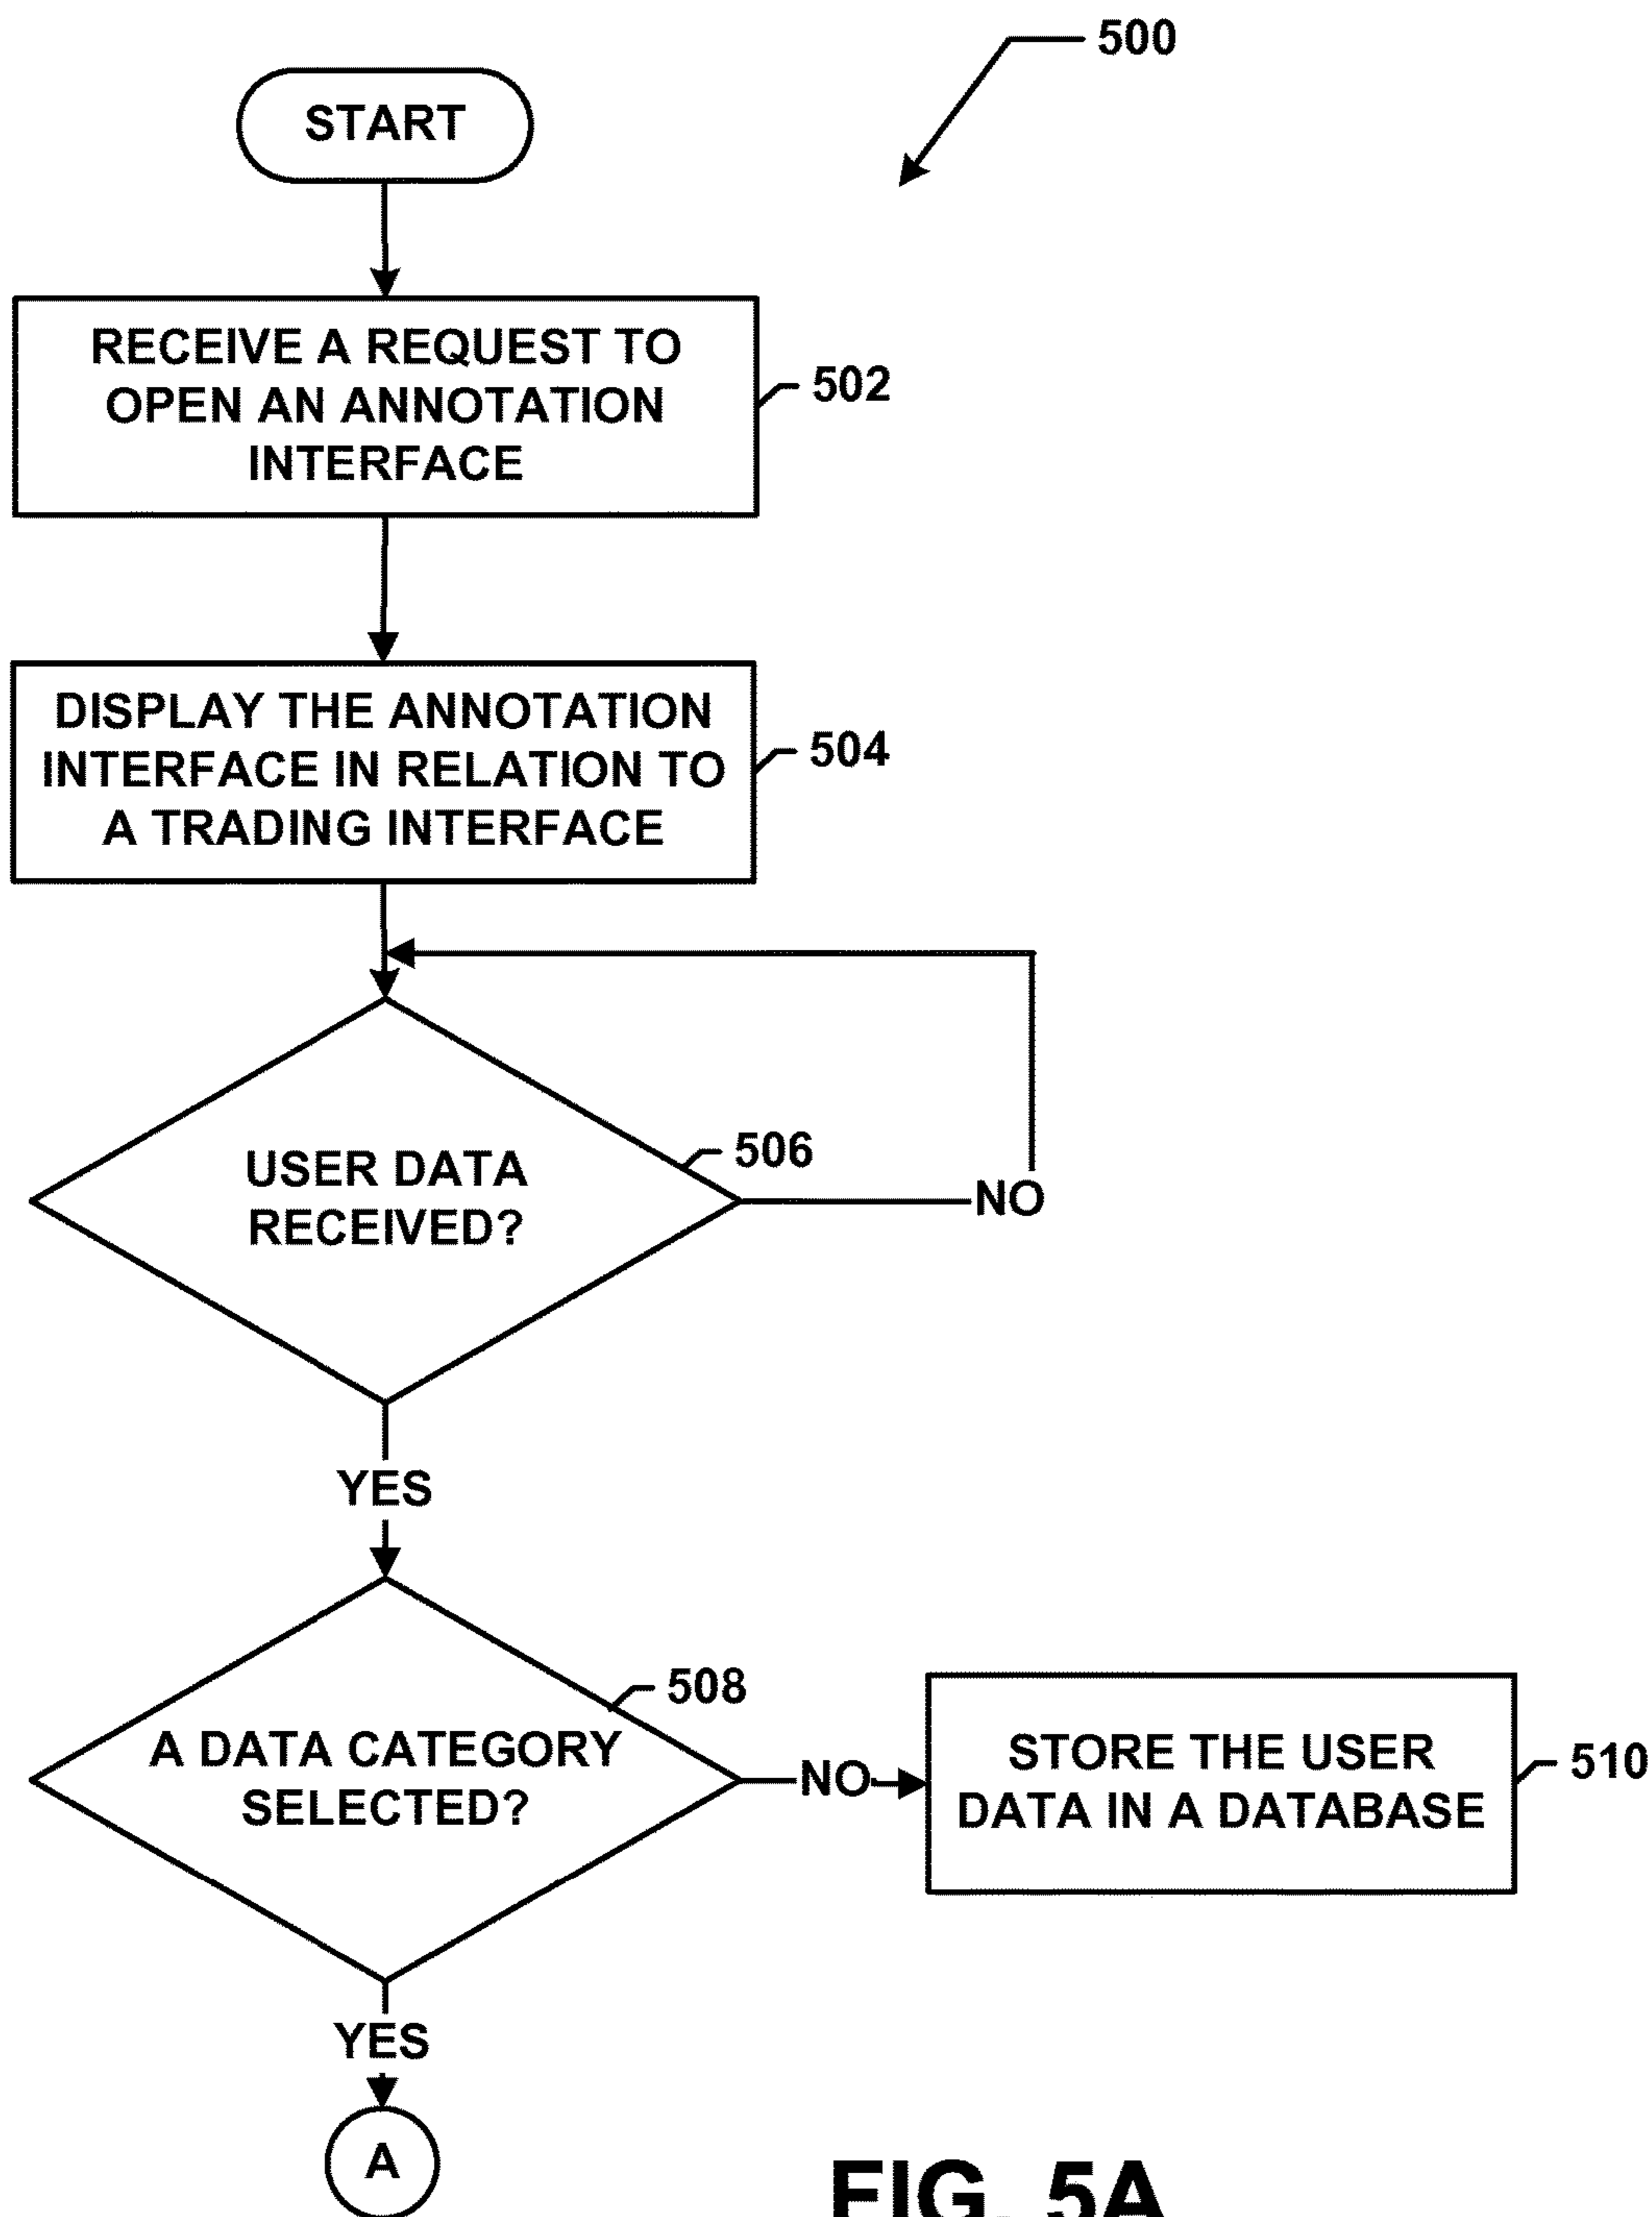 500
START
RECEIVE A REQUEST TO
OPEN AN ANNOTATION
INTERFACE
502
DISPLAY THE ANNOTATION
INTERFACE IN RELATION TO
A TRADING INTERFACE
504
USER DATA
RECEIVED?
506
NO
YES
A DATA CATEGORY
SELECTED?
508
NO
STORE THE USER
DATA IN A DATABASE
510
YES
A
FIG. 5A